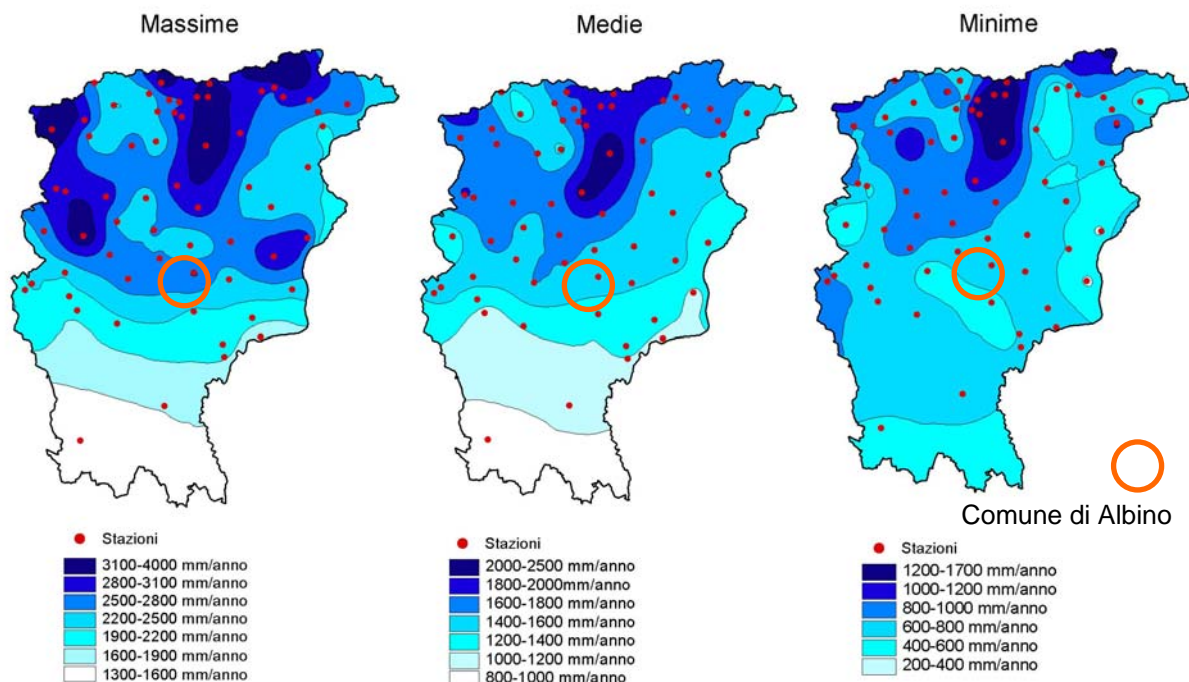 Massime
Medie
Minime
Comune di Albino
Stazioni
3100-4000 mm/anno
2800-3100 mm/anno
2500-2800 mm/anno
2200-2500 mm/anno
1900-2200 mm/anno
1600-1900 mm/anno
1300-1600 mm/anno
Stazioni
2000-2500 mm/anno
1800-2000mm/anno
1600-1800 mm/anno
1400-1600 mm/anno
1200-1400 mm/anno
1000-1200 mm/anno
800-1000 mm/anno
Stazioni
1200-1700 mm/anno
1000-1200 mm/anno
800-1000 mm/anno
600-800 mm/anno
400-600 mm/anno
200-400 mm/anno